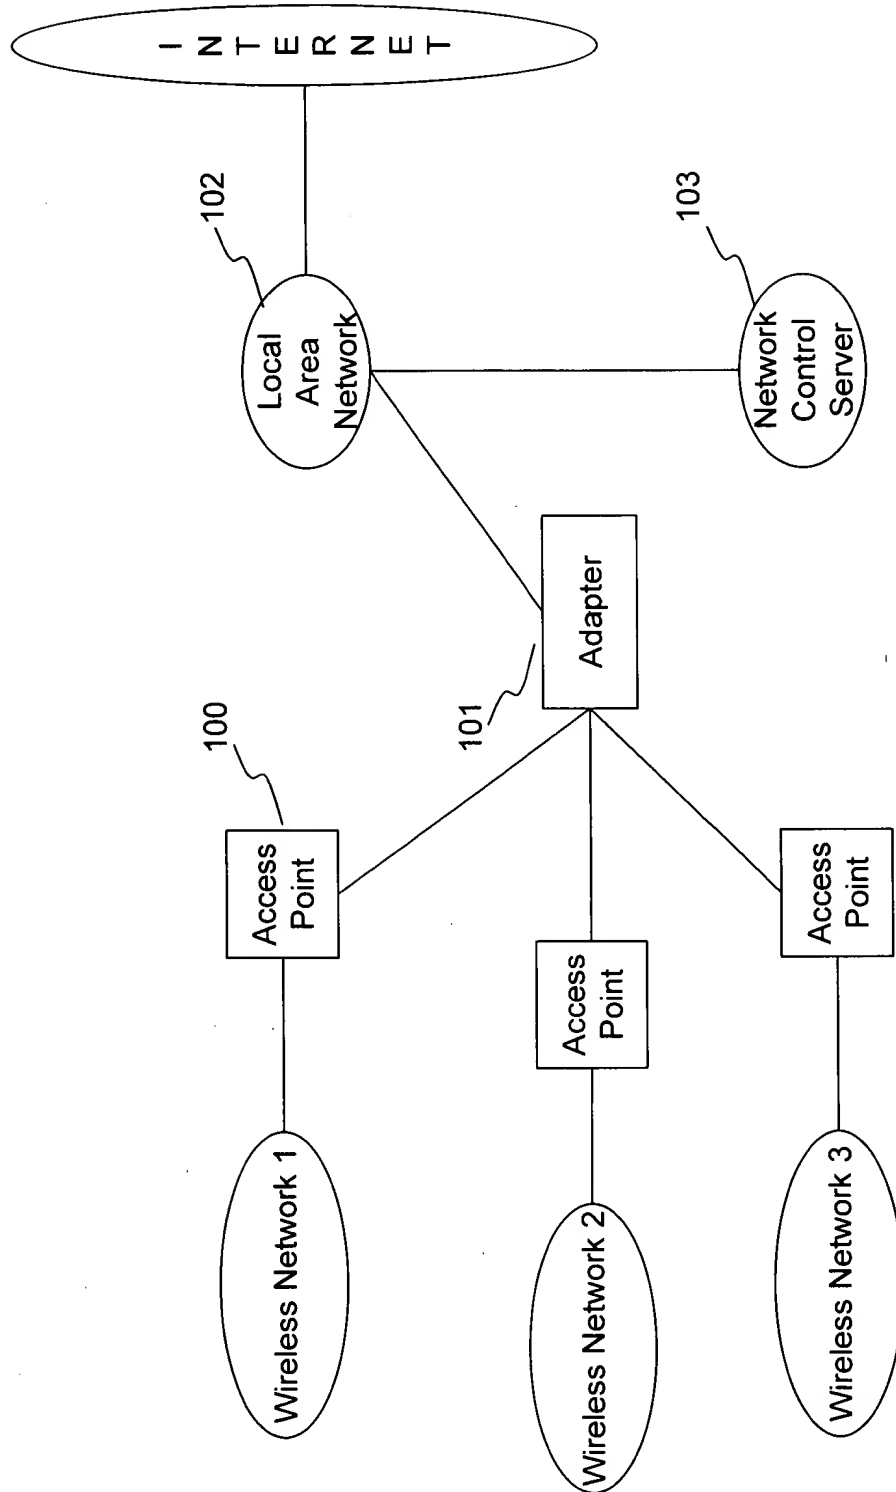 Wireless Network 1
Access
Point
100
Wireless Network 2
Access
Point
Wireless Network 3
Access
Point
101
Adapter
102
Local
Area
Network
103
Network
Control
Server
INTERNET